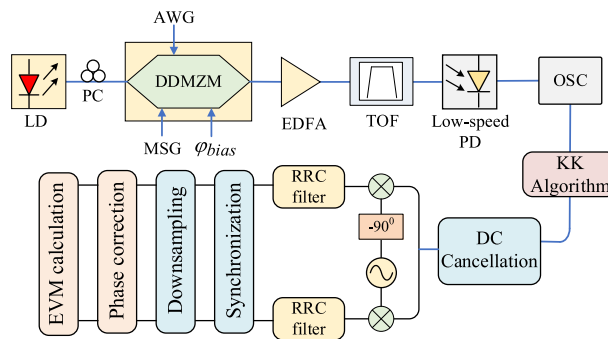 AWG
DDMZM
LD
PC
MSG
φbias
EDFA
TOF
Low-speed
PD
OSC
KK
Algorithm
DC
Cancellation
RRC
filter
-90⁰
RRC
filter
Synchronization
Downsampling
Phase correction
EVM calculation